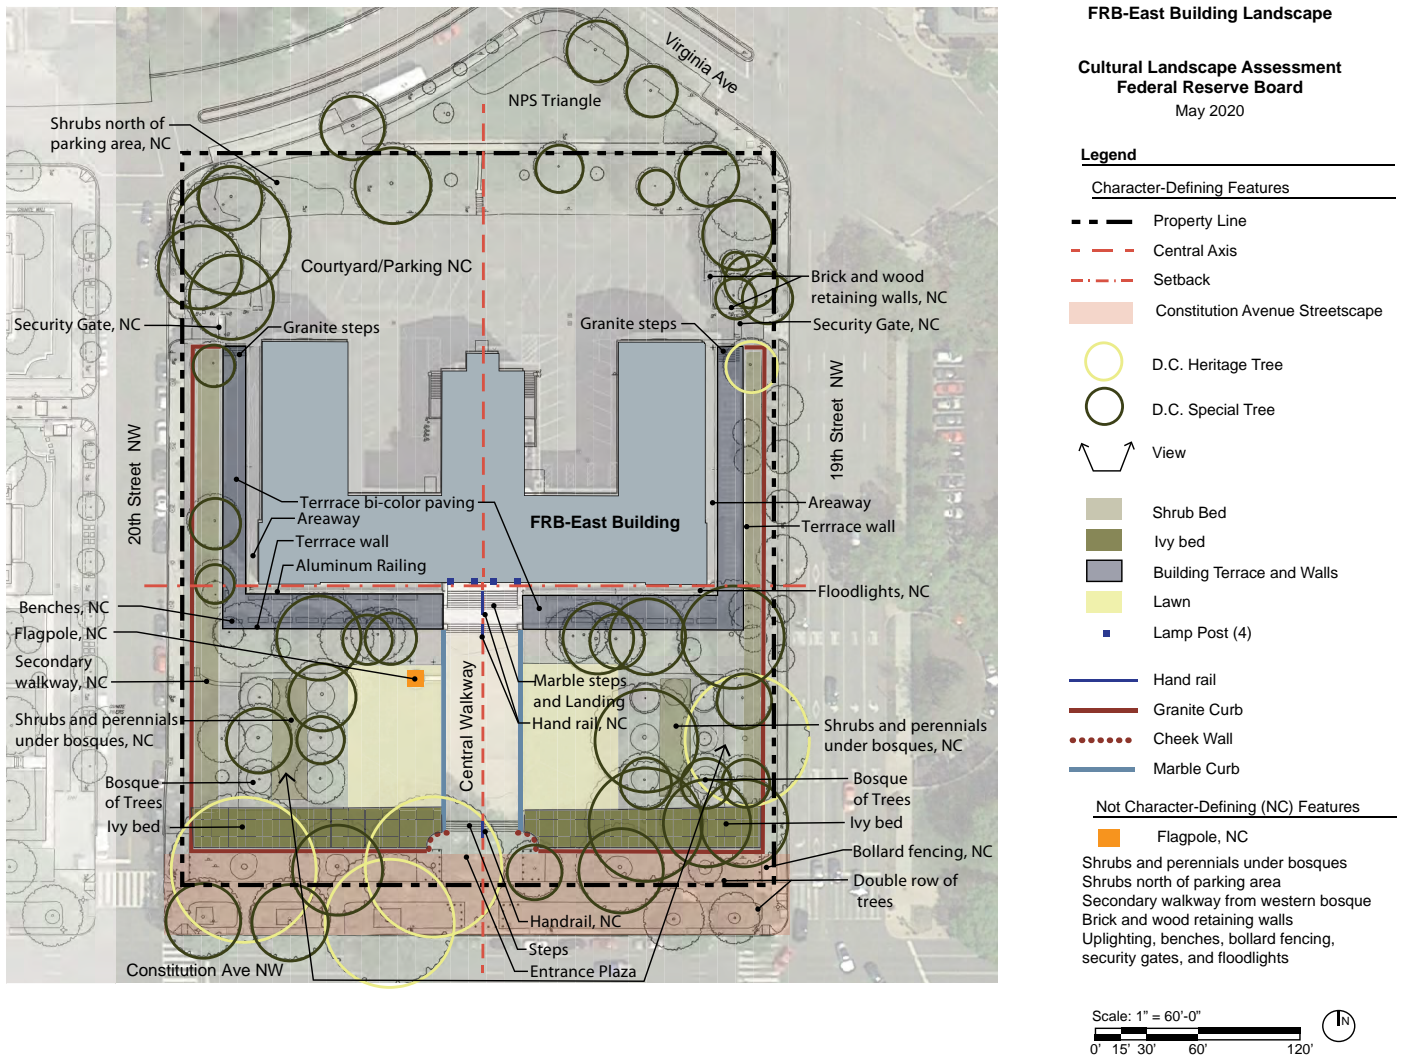 FRB-East Building Landscape
Cultural Landscape Assessment
Federal Reserve Board
May 2020
Legend
Character-Defining Features
Property Line
Central Axis
Setback
Constitution Avenue Streetscape
D.C. Heritage Tree
D.C. Special Tree
View
Shrub Bed
Ivy bed
Building Terrace and Walls
Lawn
Lamp Post (4)
Hand rail
Granite Curb
Cheek Wall
Marble Curb
Not Character-Defining (NC) Features
Flagpole, NC
Shrubs and perennials under bosques
Shrubs north of parking area
Secondary walkway from western bosque
Brick and wood retaining walls
Uplighting, benches, bollard fencing,
security gates, and floodlights
Scale: 1" = 60'-0"
0' 15' 30' 60' 120'
N
Virginia Ave
NPS Triangle
Shrubs north of
parking area, NC
Courtyard/Parking NC
Brick and wood
retaining walls, NC
Security Gate, NC
Granite steps
Granite steps
Security Gate, NC
20th Street NW
19th Street NW
Terrrace bi-color paving
Areaway
Terrrace wall
Aluminum Railing
FRB-East Building
Areaway
Terrrace wall
Floodlights, NC
Benches, NC
Flagpole, NC
Secondary
walkway, NC
Shrubs and perennials
under bosques, NC
Bosque
of Trees
Ivy bed
Central Walkway
Marble steps
and Landing
Hand rail, NC
Shrubs and perennials
under bosques, NC
Bosque
of Trees
Ivy bed
Bollard fencing, NC
Double row of
trees
Handrail, NC
Steps
Entrance Plaza
Constitution Ave NW